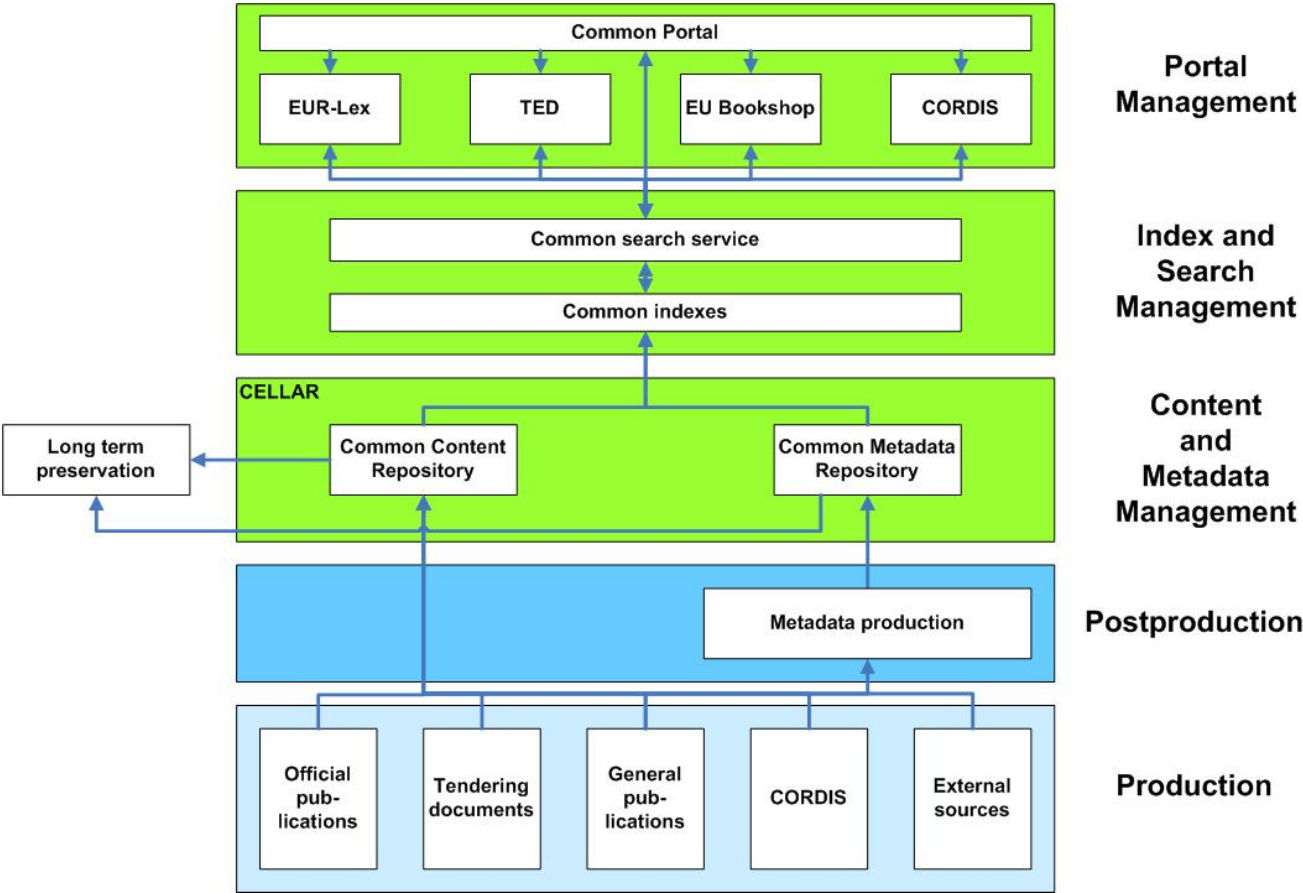 Common Portal
EUR-Lex
TED
EU Bookshop
CORDIS
Portal
Management
Common search service
Common indexes
Index and
Search
Management
CELLAR
Long term
preservation
Common Content
Repository
Common Metadata
Repository
Content
and
Metadata
Management
Metadata production
Postproduction
Official
pub-
lications
Tendering
documents
General
pub-
lications
CORDIS
External
sources
Production